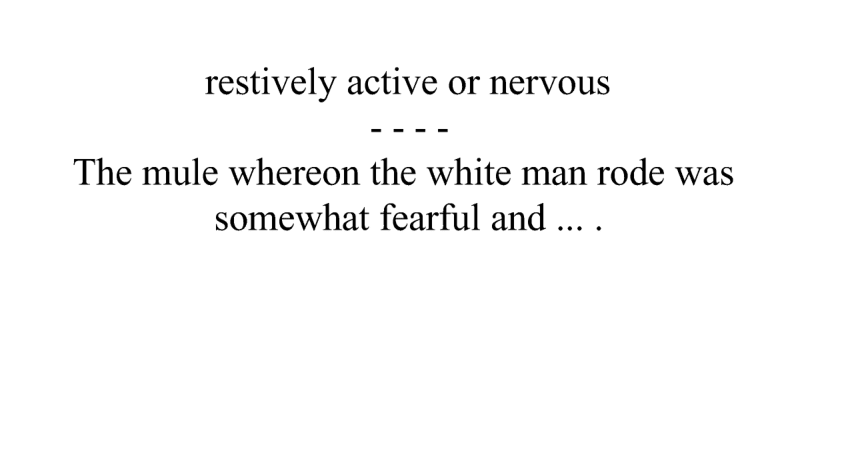 restively active or nervous
- - - -
The mule whereon the white man rode was
somewhat fearful and ... .